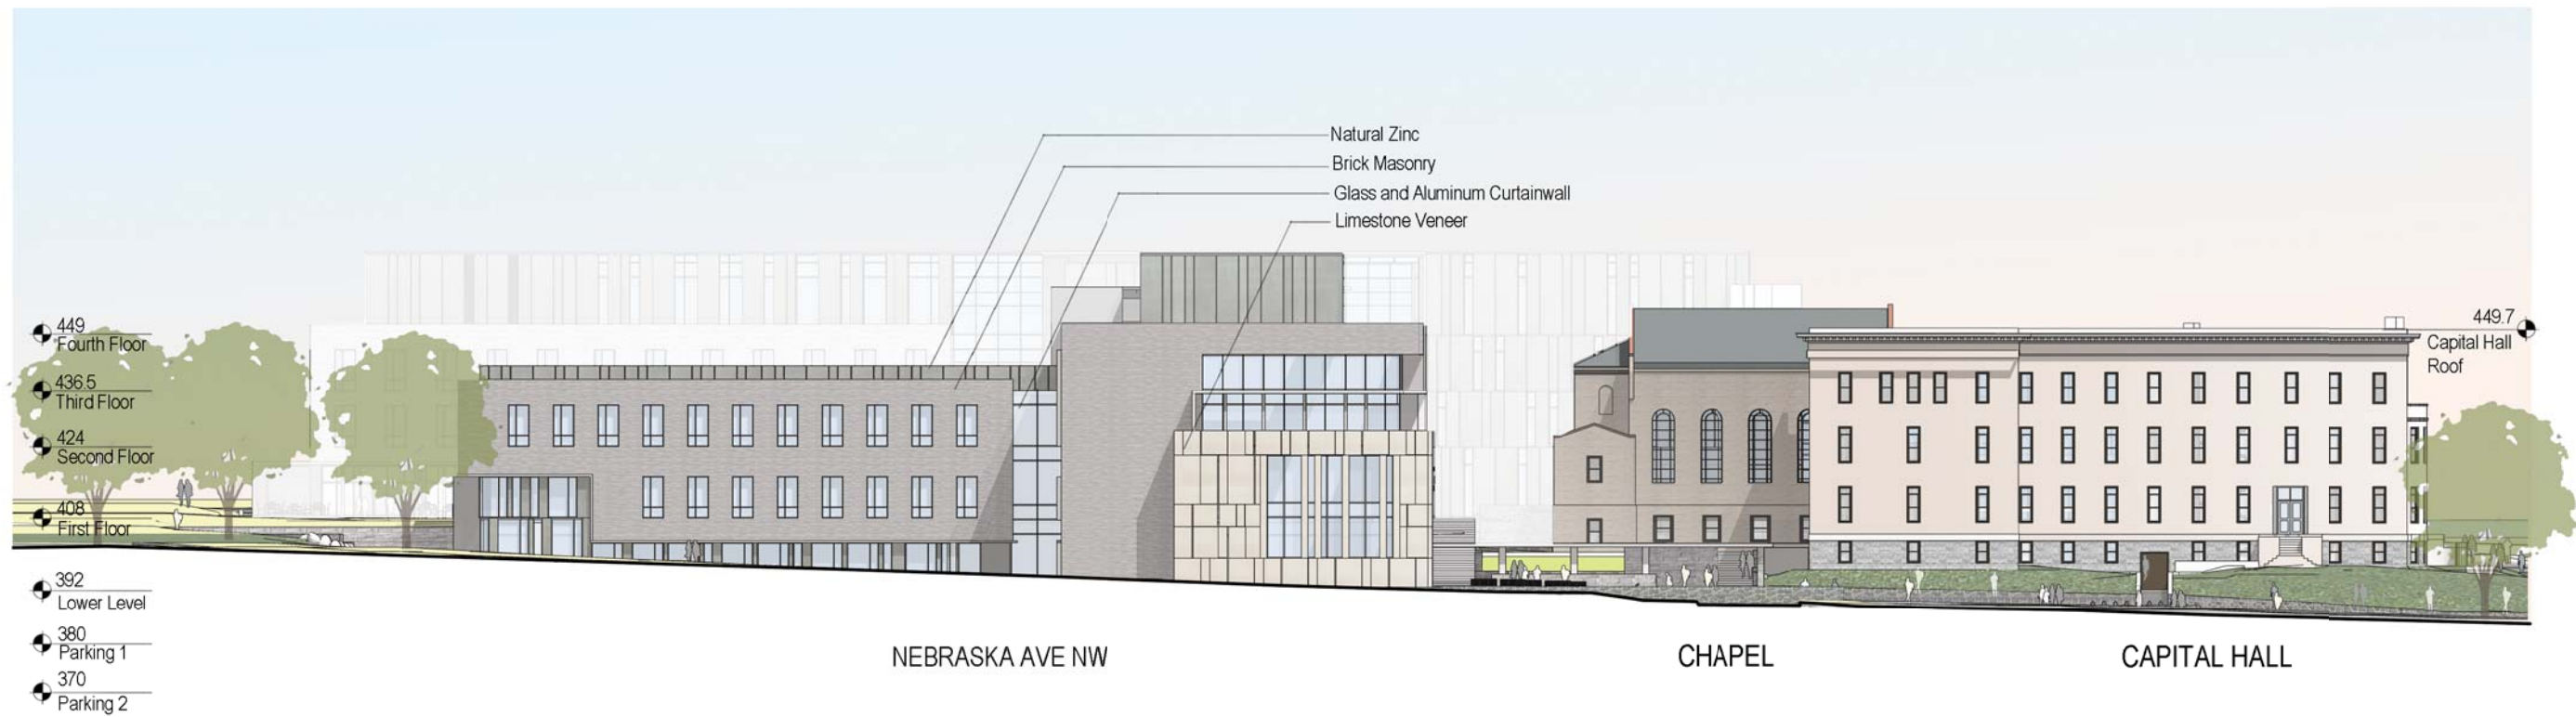 Natural Zinc
Brick Masonry
Glass and Aluminum Curtainwall
Limestone Veneer
449
Fourth Floor
436.5
Third Floor
424
Second Floor
408
First Floor
392
Lower Level
380
Parking 1
370
Parking 2
449.7
Capital Hall
Roof
NEBRASKA AVE NW
CHAPEL
CAPITAL HALL